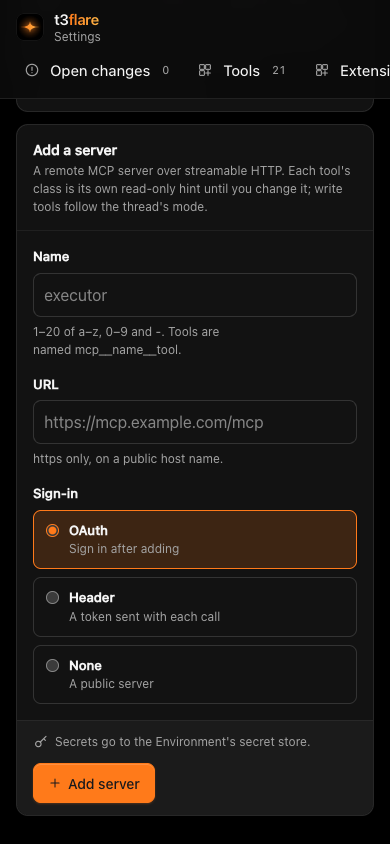 t3flare
Settings
Open changes 0 Tools 21 Extensi
Add a server
A remote MCP server over streamable HTTP. Each tool's
class is its own read-only hint until you change it; write
tools follow the thread's mode.
Name
executor
1–20 of a–z, 0–9 and -. Tools are
named mcp__name__tool.
URL
https://mcp.example.com/mcp
https only, on a public host name.
Sign-in
OAuth
Sign in after adding
Header
A token sent with each call
None
A public server
Secrets go to the Environment's secret store.
+ Add server